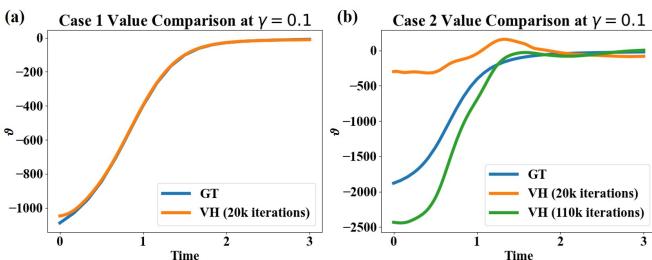 (a)
Case 1 Value Comparison at γ = 0.1
0
−200
−400
−600
−800
−1000
ϑ
GT
VH (20k iterations)
0
1
2
3
Time
(b)
Case 2 Value Comparison at γ = 0.1
0
−500
−1000
−1500
−2000
−2500
ϑ
GT
VH (20k iterations)
VH (110k iterations)
0
1
2
3
Time